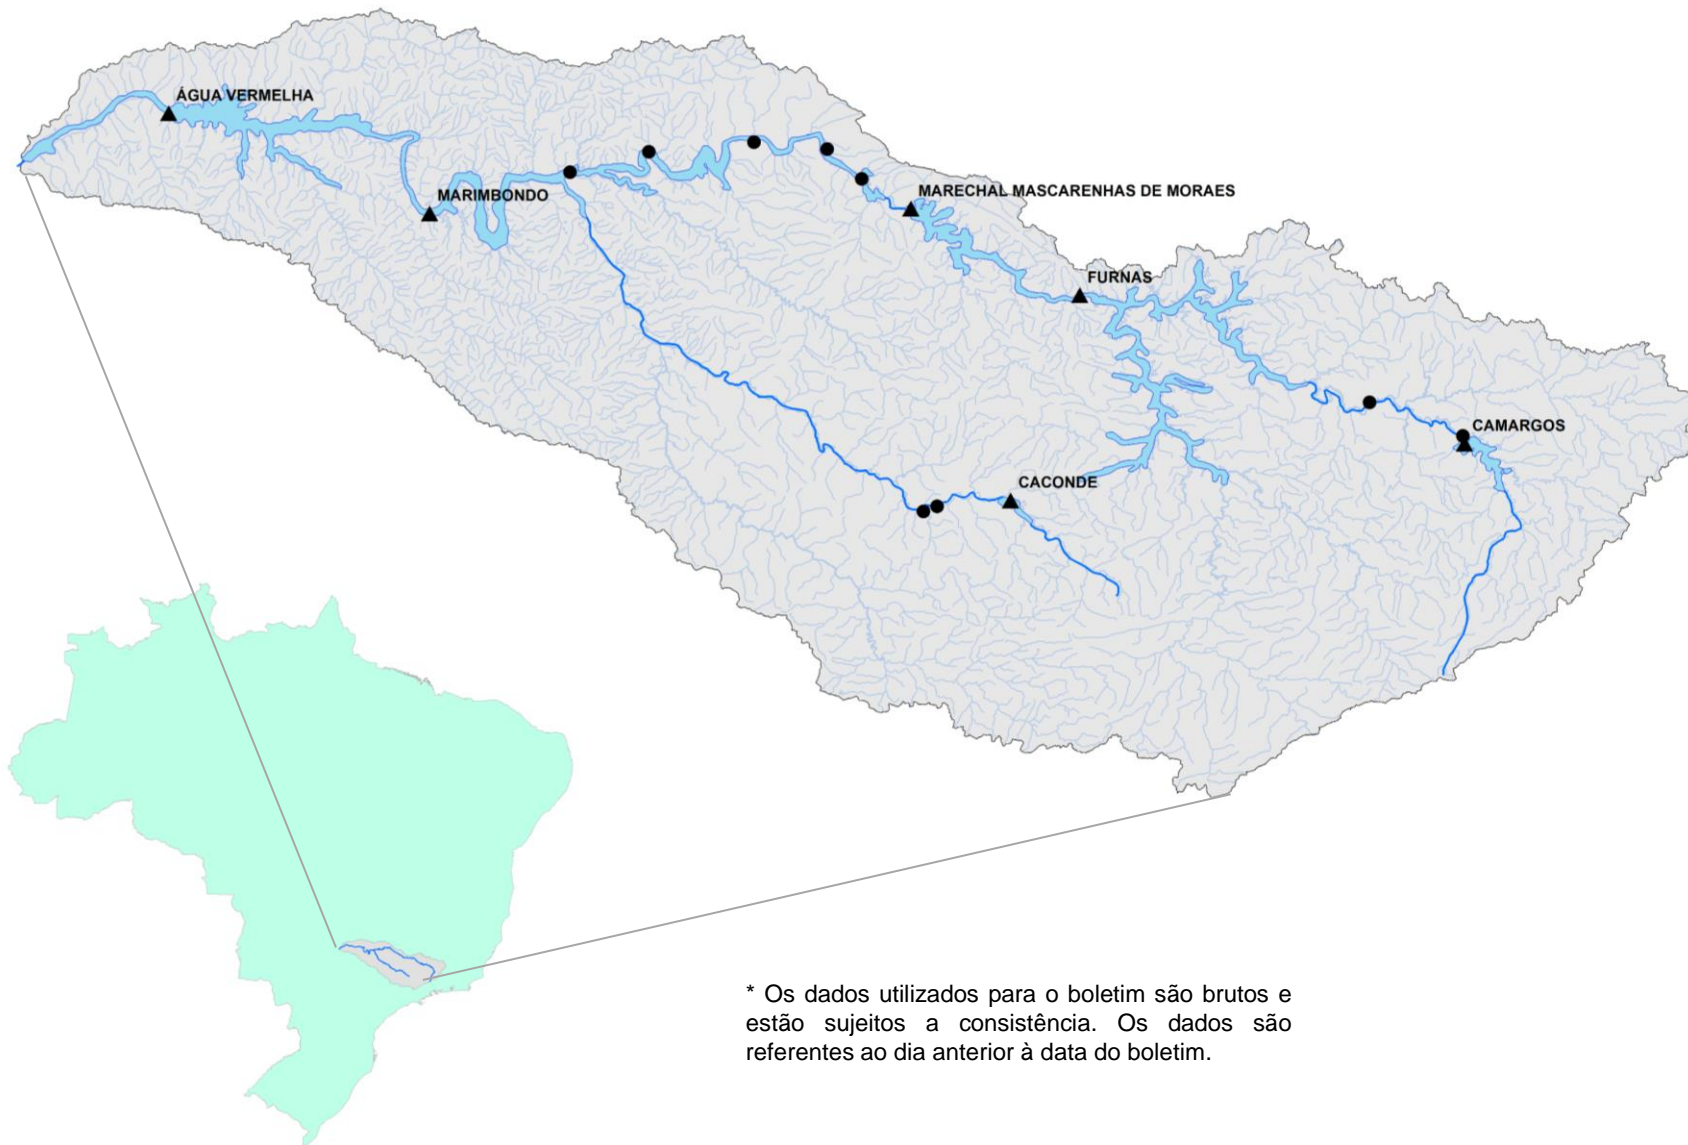 ÁGUA VERMELHA
MARIMBONDO
MARECHAL MASCARENHAS DE MORAES
FURNAS
CAMARGOS
CACONDE
* Os dados utilizados para o boletim são brutos e
estão sujeitos a consistência. Os dados são
referentes ao dia anterior à data do boletim.